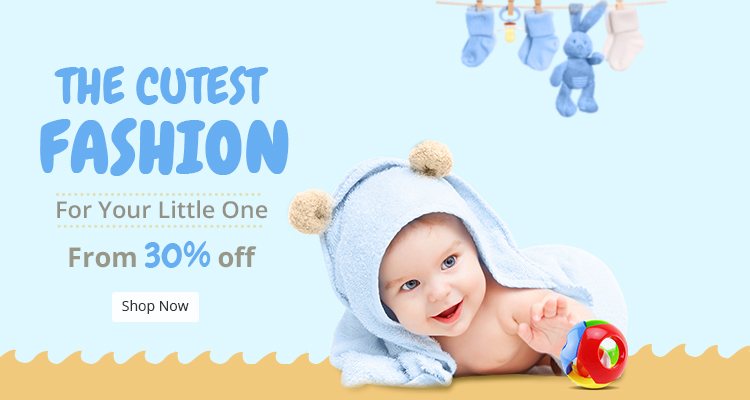 THE CUTEST
FASHION
For Your Little One
From 30% off
Shop Now